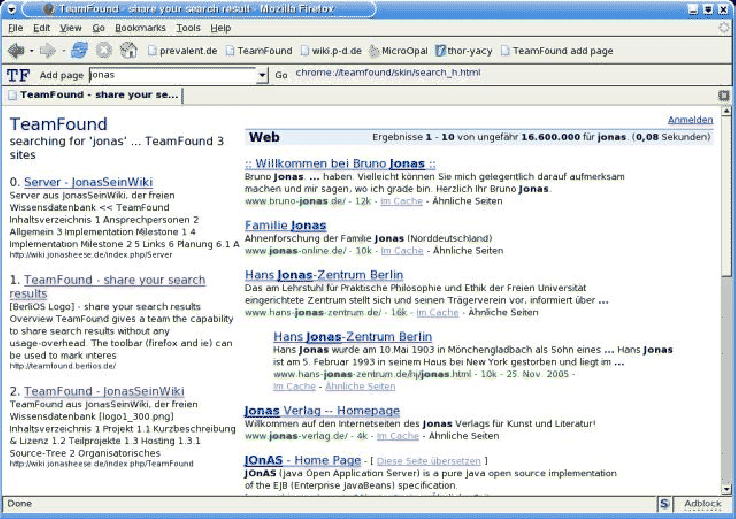 TeamFound - share your search result - Mozilla Firefox
File Edit View Go Bookmarks Tools Help
prevalent.de TeamFound wiki.p-d.de MicroOpal thor-yacy TeamFound add page
TF Add page jonas Go chrome://teamfound/skin/search_h.html
TeamFound - share your se...
TeamFound
searching for 'jonas' ... TeamFound 3
sites
0. Server - JonasSeinWiki
Server aus JonasSeinWiki, der freien
Wissensdatenbank << TeamFound
Inhaltsverzeichnis 1 Ansprechpersonen 2
Allgemein 3 Implementation Milestone 1 4
Implementation Milestone 2 5 Links 6 Planung 6.1 A
http://wiki.jonasheese.de/index.php/Server
1. TeamFound - share your search
results
[BerliOS Logo] - share your search results
Overview TeamFound gives a team the capability
to share search results without any
usage-overhead. The toolbar (firefox and ie) can
be used to mark interes
http://teamfound.berlios.de/
2. TeamFound - JonasSeinWiki
TeamFound aus JonasSeinWiki, der freien
Wissensdatenbank [logo1_300.png]
Inhaltsverzeichnis 1 Projekt 1.1 Kurzbeschreibung
& Lizenz 1.2 Teilprojekte 1.3 Hosting 1.3.1
Source-Tree 2 Organisatorisches
http://wiki.jonasheese.de/index.php/TeamFound
Anmelden
Web Ergebnisse 1 - 10 von ungefähr 16.600.000 für jonas. (0,08 Sekunden)
:: Willkommen bei Bruno Jonas ::
Bruno Jonas. ... haben. Vielleicht können Sie mich gelegentlich darauf aufmerksam
machen und mir sagen, wo ich grade bin. Herzlich Ihr Bruno Jonas.
www.bruno-jonas.de/ - 12k - Im Cache - Ähnliche Seiten
Familie Jonas
Ahnenforschung der Familie Jonas (Norddeutschland)
www.jonas-online.de/ - 10k - Im Cache - Ähnliche Seiten
Hans Jonas-Zentrum Berlin
Das am Lehrstuhl für Praktische Philosophie und Ethik der Freien Universität
eingerichtete Zentrum stellt sich und seinen Trägerverein vor, informiert über ...
www.hans-jonas-zentrum.de/ - 16k - Im Cache - Ähnliche Seiten
Hans Jonas-Zentrum Berlin
Hans Jonas wurde am 10.Mai 1903 in Mönchengladbach als Sohn eines ... Hans Jonas
ist am 5. Februar 1993 in seinem Haus bei New York gestorben und liegt im ...
www.hans-jonas-zentrum.de/hj/jonas.html - 10k - 25. Nov. 2005 -
Im Cache - Ähnliche Seiten
Jonas Verlag -- Homepage
Willkommen auf den Internetseiten des Jonas Verlags für Kunst und Literatur!
www.jonas-verlag.de/ - 4k - Im Cache - Ähnliche Seiten
JOnAS - Home Page - [ Diese Seite übersetzen ]
JOnAS (Java Open Application Server) is a pure Java open source implementation
of the EJB (Enterprise JavaBeans) specification.
Done S Adblock